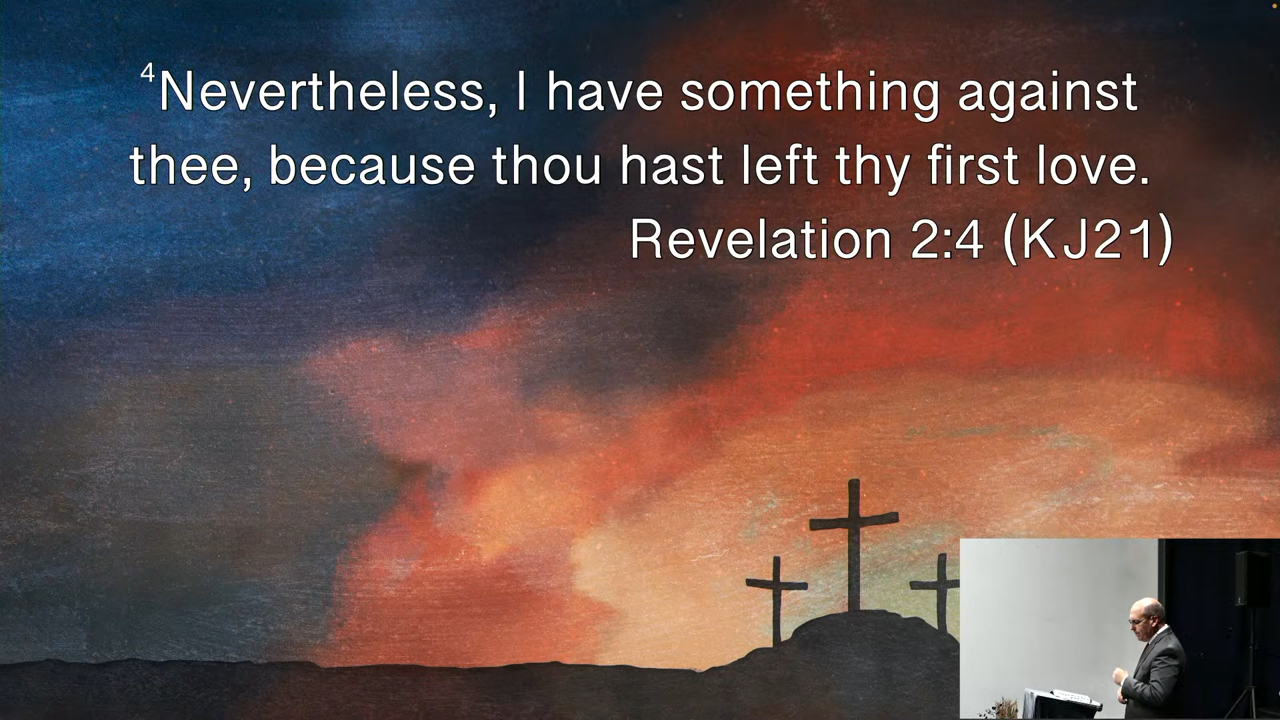 4Nevertheless, I have something against
thee, because thou hast left thy first love.
Revelation 2:4 (KJ21)